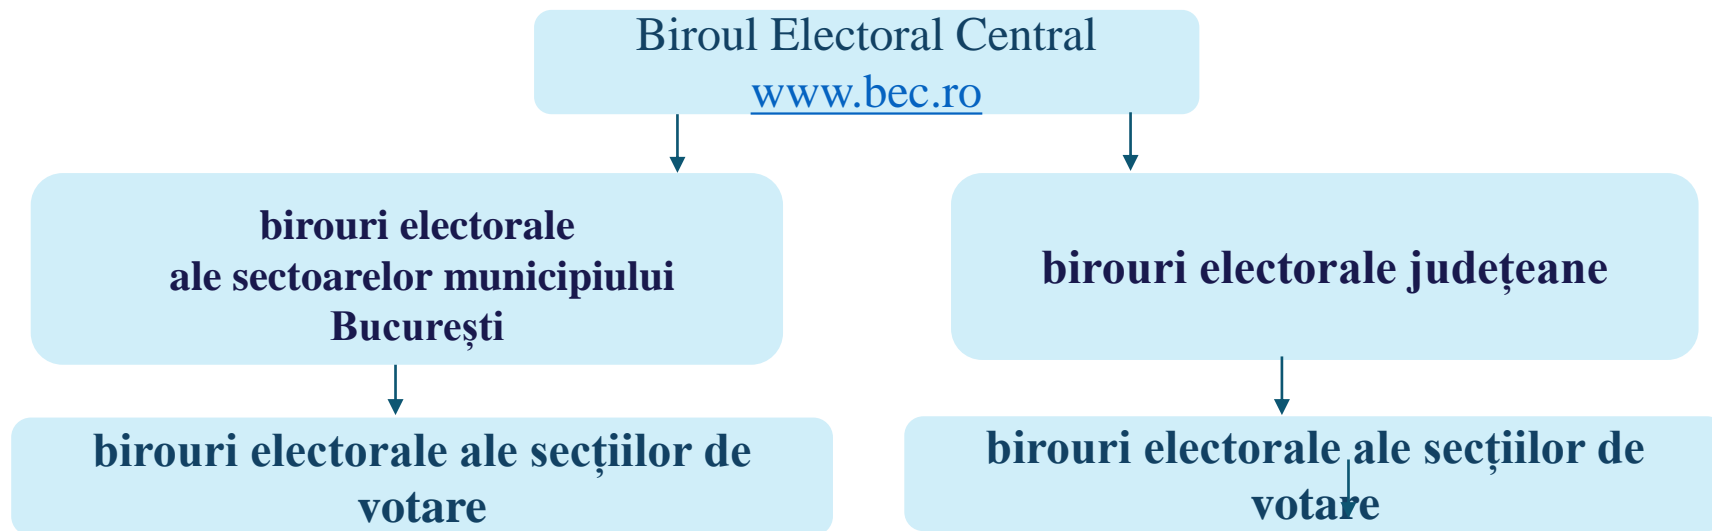 Biroul Electoral Central
www.bec.ro
birouri electorale
ale sectoarelor municipiului
București
birouri electorale județeane
birouri electorale ale secțiilor de
votare
birouri electorale ale secțiilor de
votare